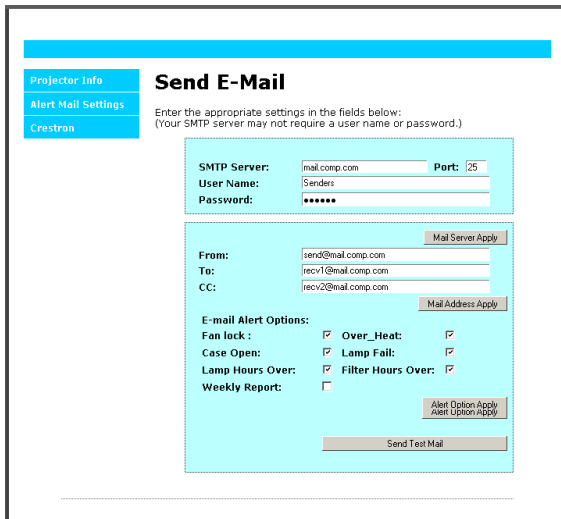 Projector Info
Alert Mail Settings
Crestron
Send E-Mail
Enter the appropriate settings in the fields below:
(Your SMTP server may not require a user name or password.)
SMTP Server: mail.comp.com Port: 25
User Name: Senders
Password: ●●●●●●
Mail Server Apply
From: send@mail.comp.com
To: recv1@mail.comp.com
CC: recv2@mail.comp.com
Mail Address Apply
E-mail Alert Options:
Fan lock : Over_Heat:
Case Open: Lamp Fail:
Lamp Hours Over: Filter Hours Over:
Weekly Report:
Alert Option Apply
Alert Option Apply
Send Test Mail